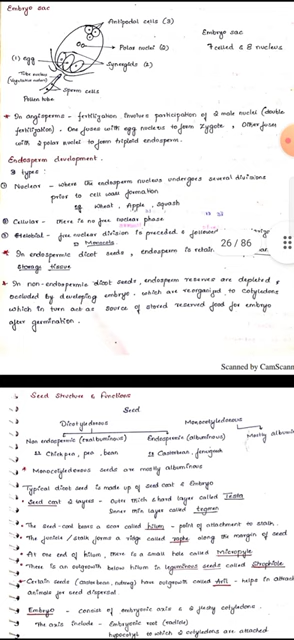 Embryo sac
Antipodal cells (3)
Embryo sac
Polar nuclei (2)
7 celled & 8 nucleus
(1) egg
Synergids (2)
Tube nucleus
(Vegetative nucleus)
Sperm cells
Pollen tube
* In angiosperms - fertilization involve participation of 2 male nuclei (double
fertilization). One fuses with egg nucleus to form Zygote, Other fuses
with 2 polar nuclei to form triploid endosperm.
Endosperm development.
3 types:
① Nuclear - where the endosperm nucleus undergoes several divisions
prior to cell wall formation
eg Wheat, Apple, Squash
② Cellular - there is no free nuclear phase
③ free nuclear division is preceded & followed
eg Monocots
26 / 86
* In endospermic dicot seeds, endosperm is retain
Storage tissue
* In non-endospermic dicot seeds, endosperm reserves are depleted &
occluded by developing embryo. which are reorganized to cotyledons
which in turn act as source of stored reserved food for embryo
after germination.
Scanned by CamScann
Seed Structure & Functions
Seed
Dicotyledonous
Monocotyledonous
Non endospermic (exalbuminous)
Endospermic (albuminous)
Mostly albumin
Chickpea, pea, bean
Castorbean, fenugreek
* Monocotyledonous seeds are mostly albuminous
Typical dicot seed is made up of seed coat & Embryo
Seed coat 2 layers - Outer thick & hard layer called Testa
Inner thin layer called tegmen
The seed-coat bears a scar called hilum - point of attachment to stalk.
The funicle / stalk forms a ridge called raphe along the margin of seed
At one end of hilum, there is a small hole called Micropyle
There is an outgrowth below hilum in leguminous seeds called Strophiole
Certain seeds (castorbean, nutmeg) have outgrowth called Aril - helps in attract
animals for seed dispersal
Embryo - consist of embryonic axis & 2 fleshy cotyledons.
The axis include - Embryonic root (radicle)
hypocotyl to which 2 cotyledons are attached